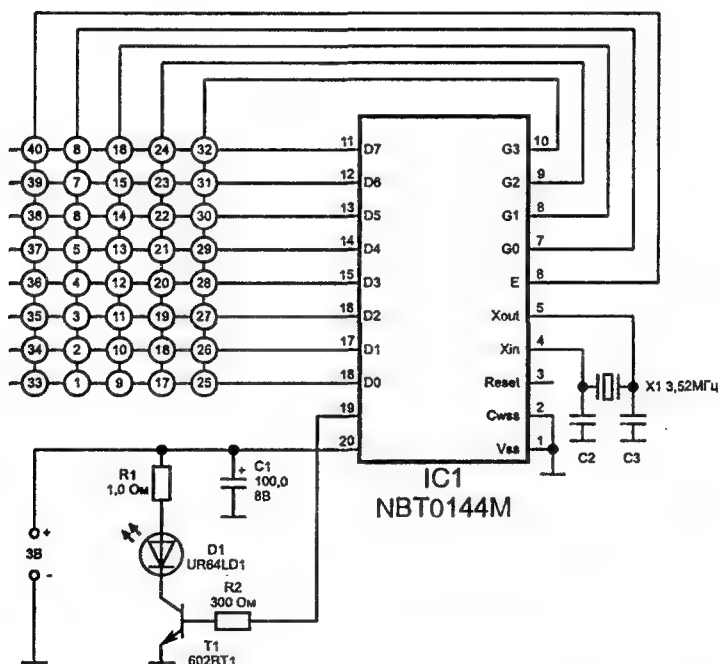 40 8 18 24 32 11 D7 G3 10
39 7 15 23 31 12 D6 G2 9
38 8 14 22 30 13 D5 G1 8
37 5 13 21 29 14 D4 G0 7
36 4 12 20 28 15 D3 E 8
35 3 11 19 27 18 D2 Xout 5
34 2 10 18 26 17 D1 Xin 4
33 1 9 17 25 18 D0 Reset 3
X1 3,52МГц
19 Cwss 2
20 Vss 1
C2 C3
IC1
NBT0144M
R1
1,0 Ом
+ C1
100,0
8В
+
3В
-
D1
UR64LD1
R2
300 Ом
T1
602BT1